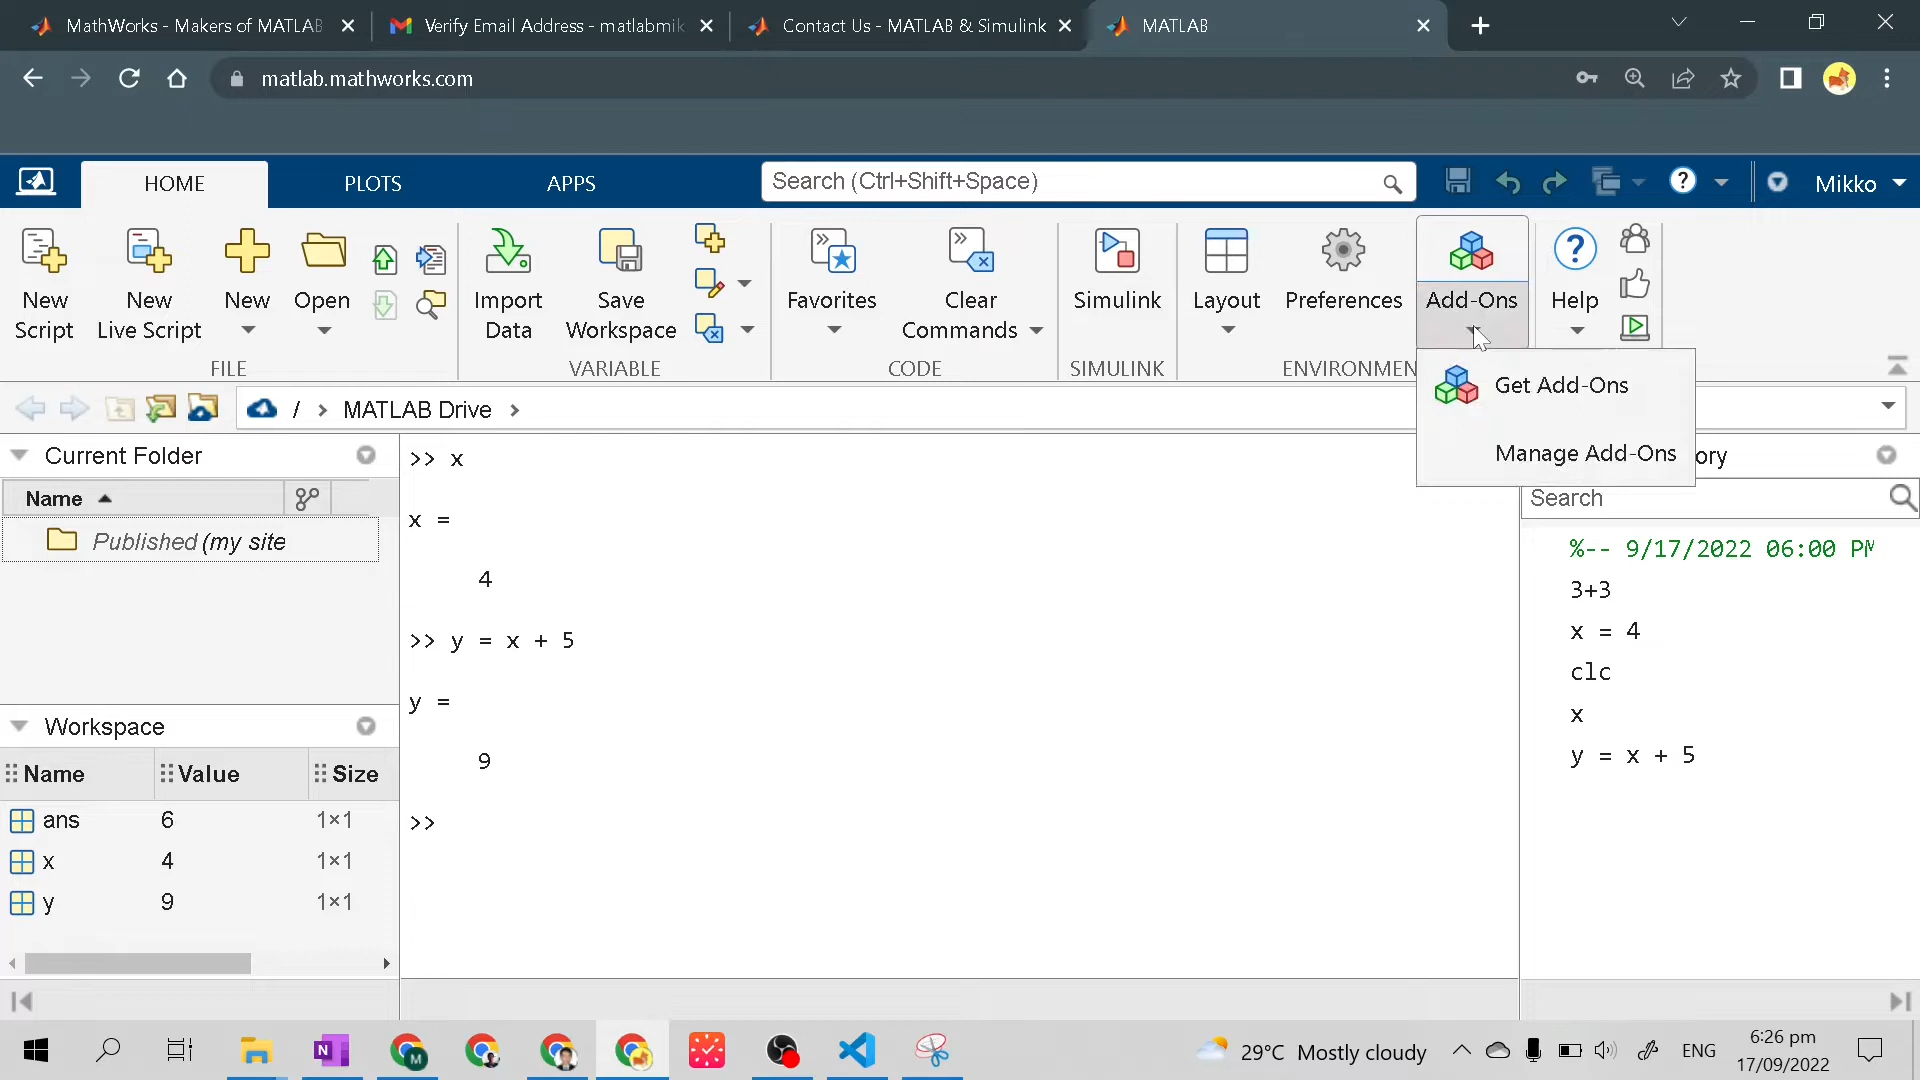 MathWorks - Makers of MATLAB
Verify Email Address - matlabmik
Contact Us - MATLAB & Simulink
MATLAB
matlab.mathworks.com
HOME
PLOTS
APPS
Search (Ctrl+Shift+Space)
Mikko
New Script
New Live Script
New
Open
Import Data
Save Workspace
Favorites
Clear Commands
Simulink
Layout
Preferences
Add-Ons
Help
FILE
VARIABLE
CODE
SIMULINK
ENVIRONMEN
Get Add-Ons
Manage Add-Ons
/ > MATLAB Drive >
Current Folder
Name
Published (my site
Workspace
Name Value Size
ans 6 1×1
x 4 1×1
y 9 1×1
>> x
x =
4
>> y = x + 5
y =
9
>>
ory
Search
%-- 9/17/2022 06:00 PM
3+3
x = 4
clc
x
y = x + 5
29°C Mostly cloudy
ENG
6:26 pm
17/09/2022